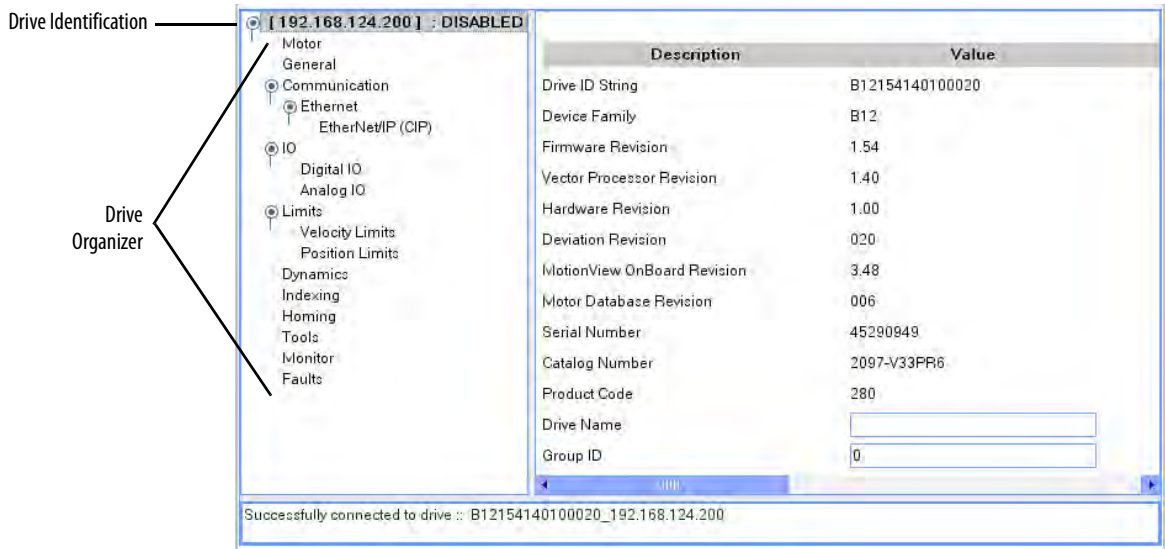 Drive Identification
[ 192.168.124.200 ] : DISABLED
Motor
General
Communication
Ethernet
EtherNet/IP (CIP)
IO
Digital IO
Analog IO
Limits
Velocity Limits
Position Limits
Dynamics
Indexing
Homing
Tools
Monitor
Faults
Drive
Organizer
Description Value
Drive ID String B12154140100020
Device Family B12
Firmware Revision 1.54
Vector Processor Revision 1.40
Hardware Revision 1.00
Deviation Revision 020
MotionView OnBoard Revision 3.48
Motor Database Revision 006
Serial Number 45290949
Catalog Number 2097-V33PR6
Product Code 280
Drive Name
Group ID 0
Successfully connected to drive :: B12154140100020_192.168.124.200